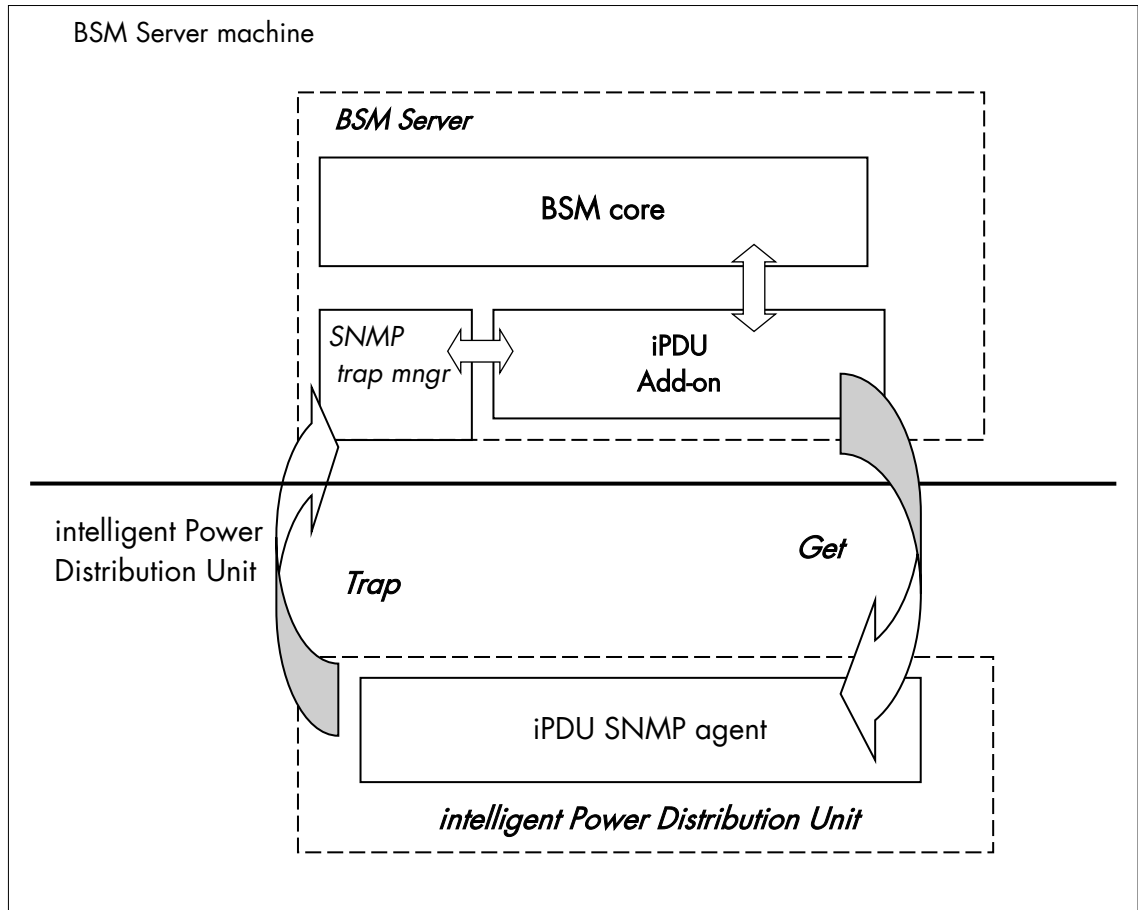 BSM Server machine
BSM Server
BSM core
SNMP
trap mngr
iPDU
Add-on
intelligent Power
Distribution Unit
Get
Trap
iPDU SNMP agent
intelligent Power Distribution Unit